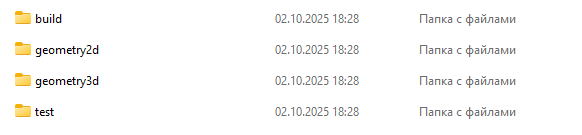 build 02.10.2025 18:28 Папка с файлами
geometry2d 02.10.2025 18:28 Папка с файлами
geometry3d 02.10.2025 18:28 Папка с файлами
test 02.10.2025 18:28 Папка с файлами